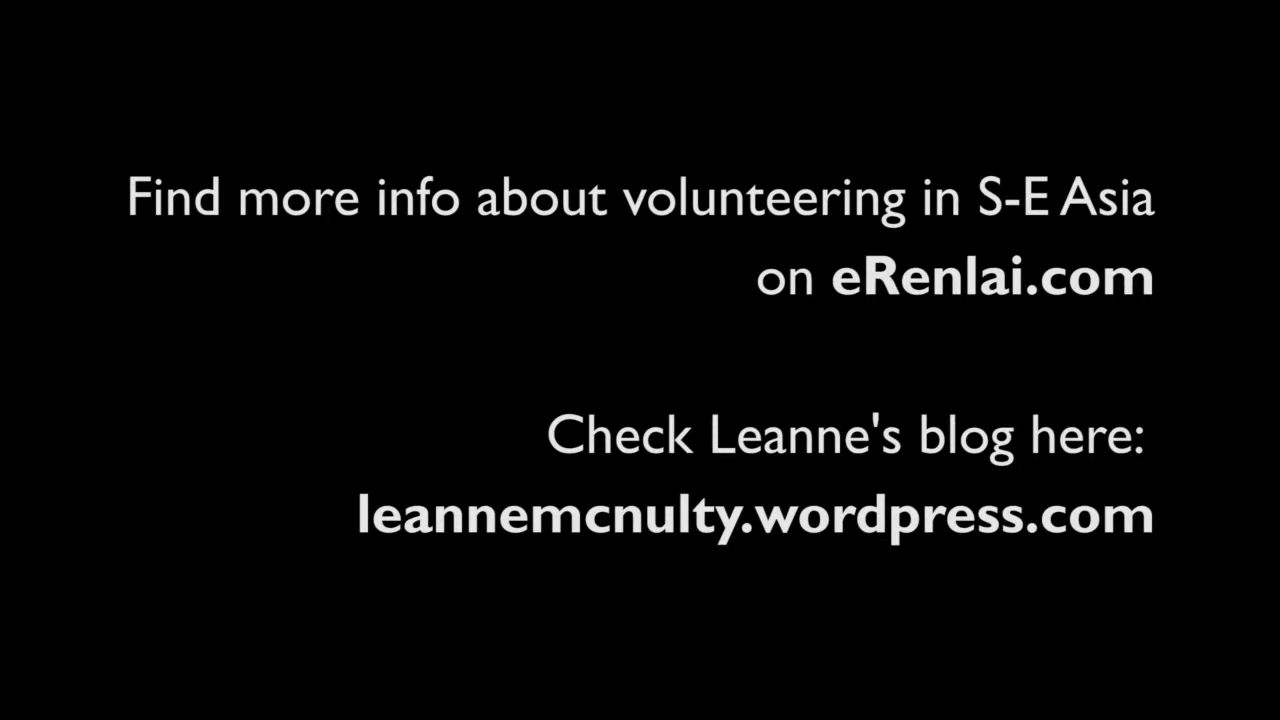 Find more info about volunteering in S-E Asia
on eRenlai.com
Check Leanne's blog here:
leannemcnulty.wordpress.com